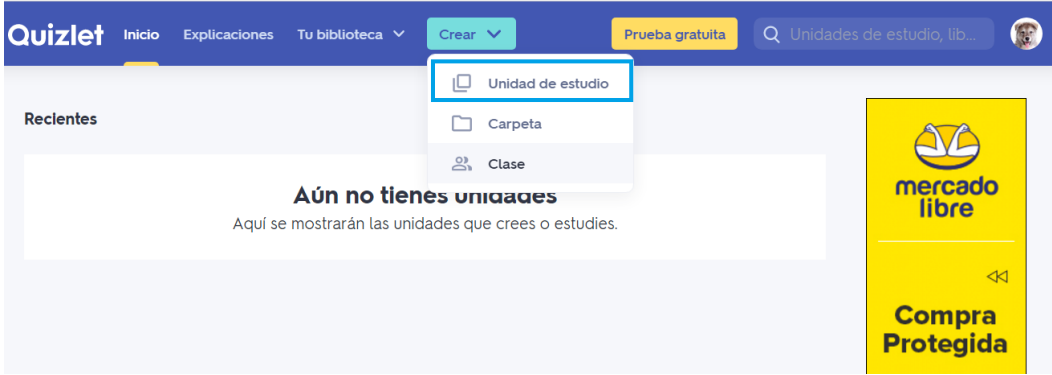 Quizlet Inicio Explicaciones Tu biblioteca Crear Prueba gratuita Unidades de estudio, lib...
Unidad de estudio
Carpeta
Clase
Recientes
Aún no tienes unidades
Aquí se mostrarán las unidades que crees o estudies.
mercado
libre
Compra
Protegida